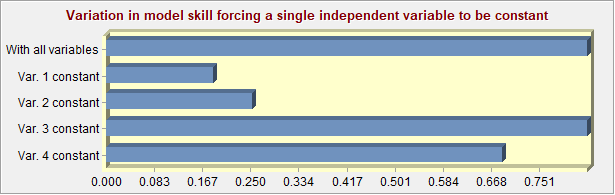 Variation in model skill forcing a single independent variable to be constant
With all variables
Var. 1 constant
Var. 2 constant
Var. 3 constant
Var. 4 constant
0.000 0.083 0.167 0.250 0.334 0.417 0.501 0.584 0.668 0.751